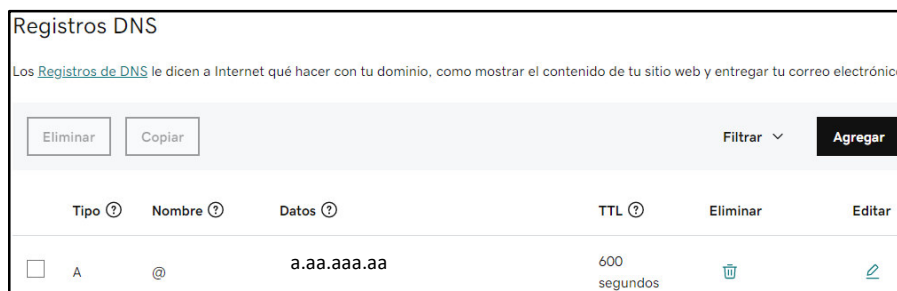 Registros DNS
Los Registros de DNS le dicen a Internet qué hacer con tu dominio, como mostrar el contenido de tu sitio web y entregar tu correo electrónic
Eliminar Copiar Filtrar Agregar
Tipo Nombre Datos TTL Eliminar Editar
A @ a.aa.aaa.aa 600
segundos